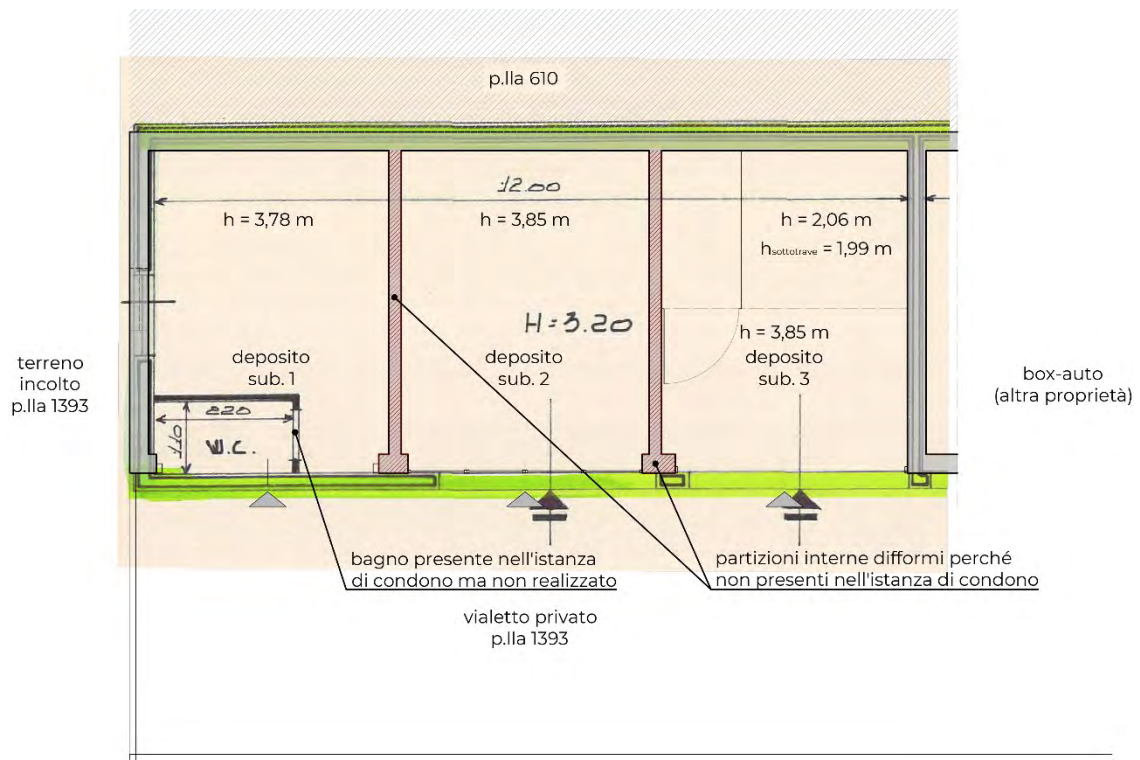 p.lla 610
12.00
h = 3,78 m
h = 3,85 m
h = 2,06 m
hsottotrave = 1,99 m
H=3.20
h = 3,85 m
deposito
sub. 1
deposito
sub. 2
deposito
sub. 3
terreno
incolto
p.lla 1393
box-auto
(altra proprietà)
220
110
W.C.
bagno presente nell'istanza
di condono ma non realizzato
partizioni interne difformi perché
non presenti nell'istanza di condono
vialetto privato
p.lla 1393